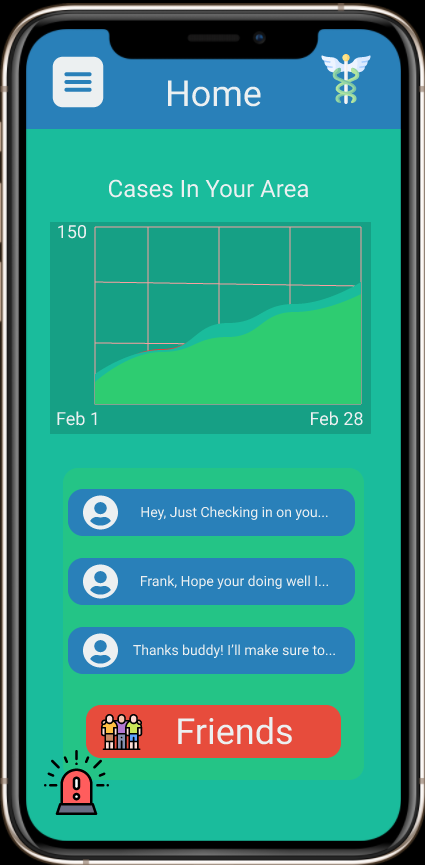 Home
Cases In Your Area
150
Feb 1
Feb 28
Hey, Just Checking in on you...
Frank, Hope your doing well I...
Thanks buddy! I'll make sure to...
Friends